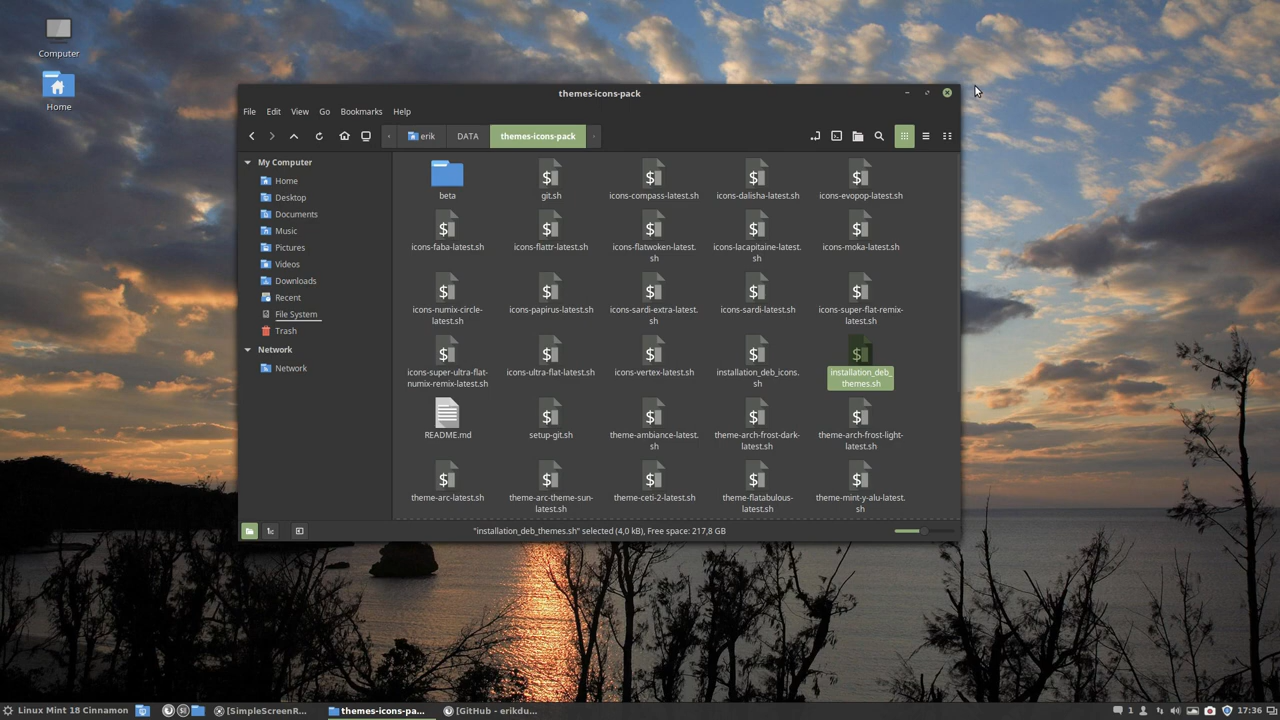 Computer
Home
themes-icons-pack
File Edit View Go Bookmarks Help
erik DATA themes-icons-pack
My Computer
Home
Desktop
Documents
Music
Pictures
Videos
Downloads
Recent
File System
Trash
Network
Network
beta
git.sh
icons-compass-latest.sh
icons-dalisha-latest.sh
icons-evopop-latest.sh
icons-faba-latest.sh
icons-flattr-latest.sh
icons-flatwoken-latest.
sh
icons-lacapitaine-latest.
sh
icons-moka-latest.sh
icons-numix-circle-
latest.sh
icons-papirus-latest.sh
icons-sardi-extra-latest.
sh
icons-sardi-latest.sh
icons-super-flat-remix-
latest.sh
icons-super-ultra-flat-
numix-remix-latest.sh
icons-ultra-flat-latest.sh
icons-vertex-latest.sh
installation_deb_icons.
sh
installation_deb_
themes.sh
README.md
setup-git.sh
theme-ambiance-latest.
sh
theme-arch-frost-dark-
latest.sh
theme-arch-frost-light-
latest.sh
theme-arc-latest.sh
theme-arc-theme-sun-
latest.sh
theme-ceti-2-latest.sh
theme-flatabulous-
latest.sh
theme-mint-y-alu-latest.
sh
"installation_deb_themes.sh" selected (4,0 kB), Free space: 217,8 GB
Linux Mint 18 Cinnamon [SimpleScreenR... themes-icons-pa... [GitHub - erikdu... 1 17:36